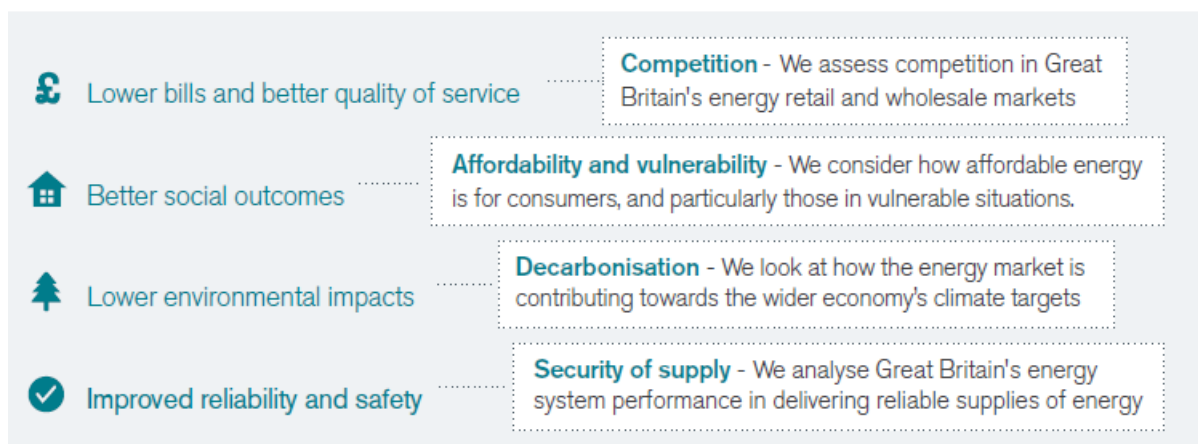 £ Lower bills and better quality of service
Competition - We assess competition in Great
Britain's energy retail and wholesale markets
Better social outcomes
Affordability and vulnerability - We consider how affordable energy
is for consumers, and particularly those in vulnerable situations.
Lower environmental impacts
Decarbonisation - We look at how the energy market is
contributing towards the wider economy’s climate targets
Improved reliability and safety
Security of supply - We analyse Great Britain's energy
system performance in delivering reliable supplies of energy